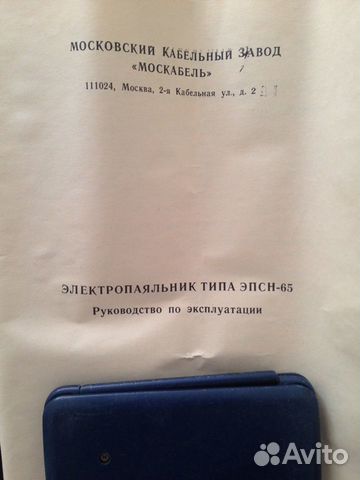 МОСКОВСКИЙ КАБЕЛЬНЫЙ ЗАВОД
«МОСКАБЕЛЬ»
111024, Москва, 2-я Кабельная ул., д. 2
ЭЛЕКТРОПАЯЛЬНИК ТИПА ЭПСН-65
Руководство по эксплуатации
Avito